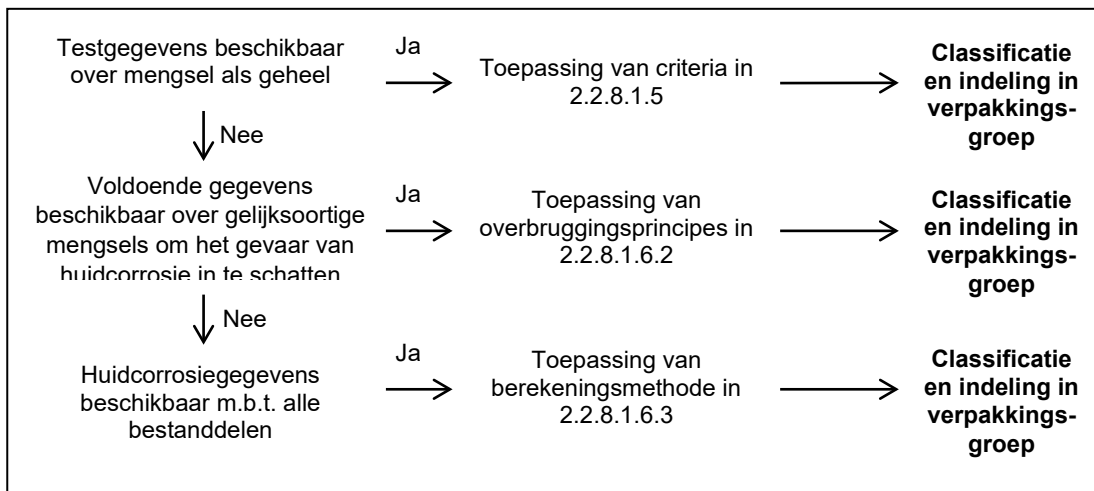 Testgegevens beschikbaar
over mengsel als geheel
Ja
Toepassing van criteria in
2.2.8.1.5
Classificatie
en indeling in
verpakkings-
groep
Nee
Voldoende gegevens
beschikbaar over gelijksoortige
mengsels om het gevaar van
huidcorrosie in te schatten
Ja
Toepassing van
overbruggingsprincipes in
2.2.8.1.6.2
Classificatie
en indeling in
verpakkings-
groep
Nee
Huidcorrosiegegevens
beschikbaar m.b.t. alle
bestanddelen
Ja
Toepassing van
berekeningsmethode in
2.2.8.1.6.3
Classificatie
en indeling in
verpakkings-
groep